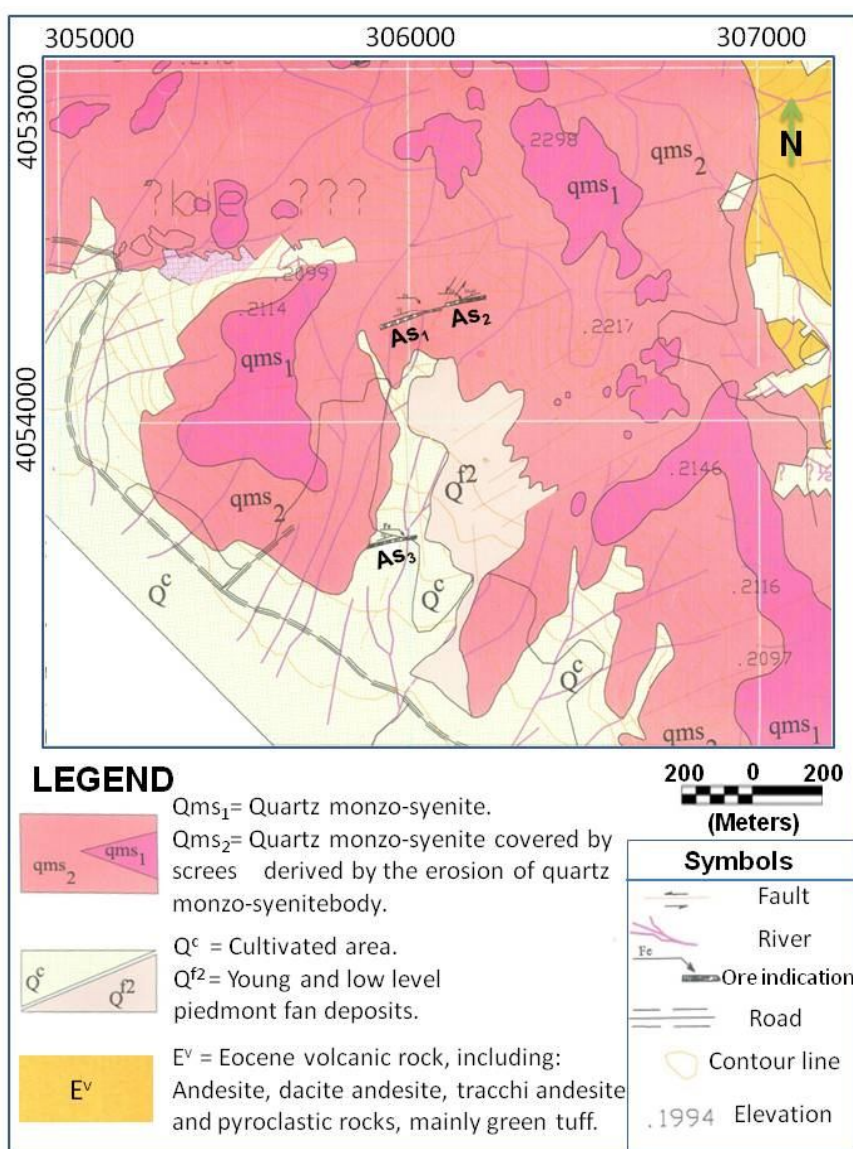 305000 306000 307000
4053000
4054000
N
.2298
qms₂
qms₁
.2099
.2114
As₁ As₂
.2217
qms₁
.2146
Qᶠ²
qms₂
As₃
Qᶜ
Qᶜ
.2116
.2097
Qᶜ
qms₁
LEGEND
qms₂ qms₁
Qms₁= Quartz monzo-syenite.
Qms₂= Quartz monzo-syenite covered by
screes derived by the erosion of quartz
monzo-syenitebody.
Qᶜ Qᶠ²
Qᶜ = Cultivated area.
Qᶠ²= Young and low level
piedmont fan deposits.
Eᵛ
Eᵛ = Eocene volcanic rock, including:
Andesite, dacite andesite, tracchi andesite
and pyroclastic rocks, mainly green tuff.
200 0 200
(Meters)
Symbols
Fault
River
Fe
Ore indication
Road
Contour line
.1994 Elevation